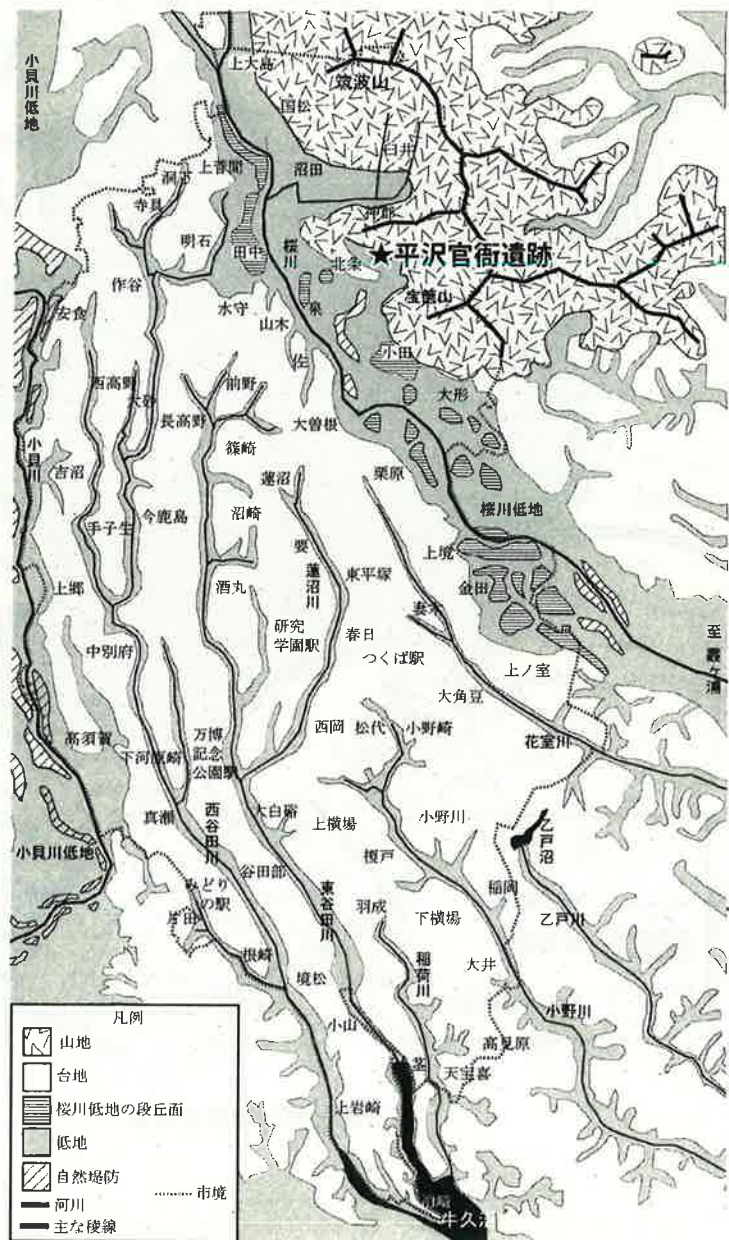 小貝川低地
上大島
筑波山
国松
臼井
沼田
上菅間
洞下
寺具
明石
田中
桜川
北条
★平沢官衙遺跡
宝篋山
作谷
水守
泉
山木
安食
佐
小田
西高野
大砂
長高野
前野
大形
大曽根
小貝川
篠崎
吉沼
蓮沼
栗原
桜川低地
手子生
今鹿島
沼崎
要
蓮沼川
上境
東平塚
金田
上郷
酒丸
妻木
研究
学園駅
春日
つくば駅
至霞ヶ浦
中別府
上ノ室
大角豆
西岡
松代
小野崎
花室川
高須賀
下河原崎
万博
記念
公園駅
真瀬
西谷田川
大白硲
上横場
小野川
乙戸沼
小貝川低地
榎戸
谷田部
みどり
の駅
東谷田川
羽成
稲岡
片田
下横場
乙戸川
根崎
稲荷川
大井
境松
小野川
小山
高見原
茎
天宝喜
上岩崎
牛久沼
凡例
山地
台地
桜川低地の段丘面
低地
自然堤防
河川
市境
主な稜線